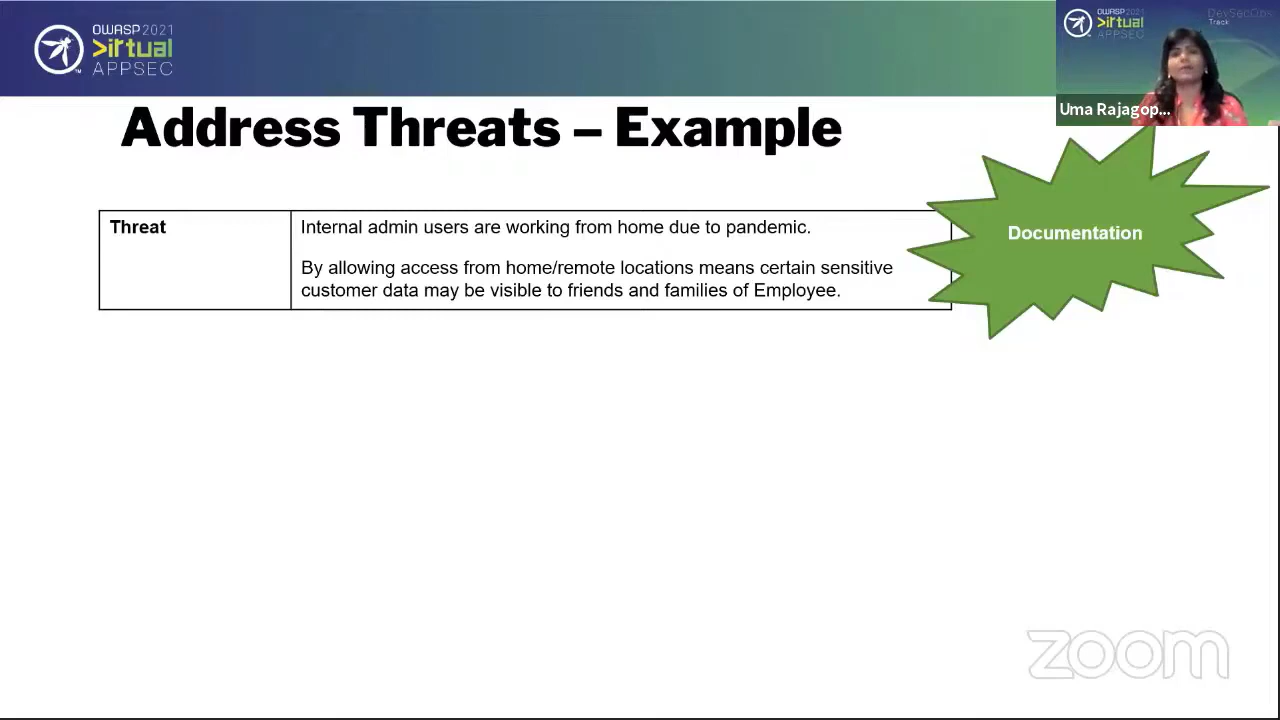 OWASP 2021
>irtual
APPSEC
OWASP 2021
>irtual
APPSEC
DevSecOps
Track
Uma Rajagop...
Address Threats – Example
Threat
Internal admin users are working from home due to pandemic.
By allowing access from home/remote locations means certain sensitive
customer data may be visible to friends and families of Employee.
Documentation
zoom